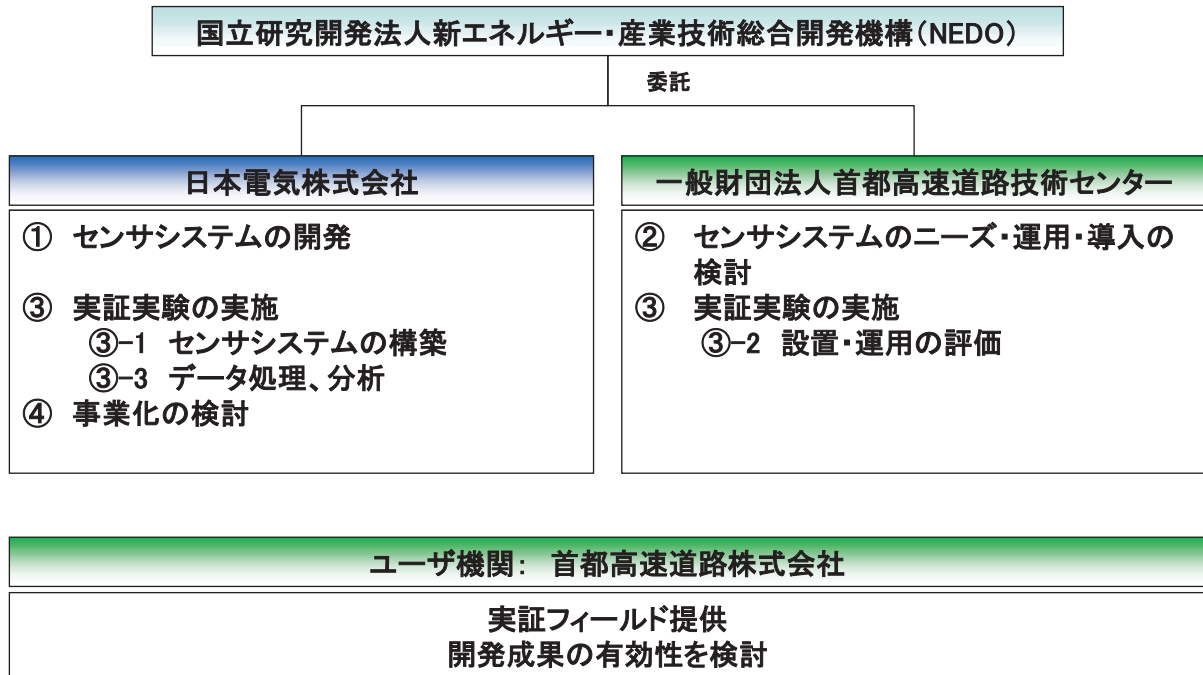 国立研究開発法人新エネルギー・産業技術総合開発機構(NEDO)
委託
日本電気株式会社
① センサシステムの開発
③ 実証実験の実施
③-1 センサシステムの構築
③-3 データ処理、分析
④ 事業化の検討
一般財団法人首都高速道路技術センター
② センサシステムのニーズ・運用・導入の
検討
③ 実証実験の実施
③-2 設置・運用の評価
ユーザ機関： 首都高速道路株式会社
実証フィールド提供
開発成果の有効性を検討